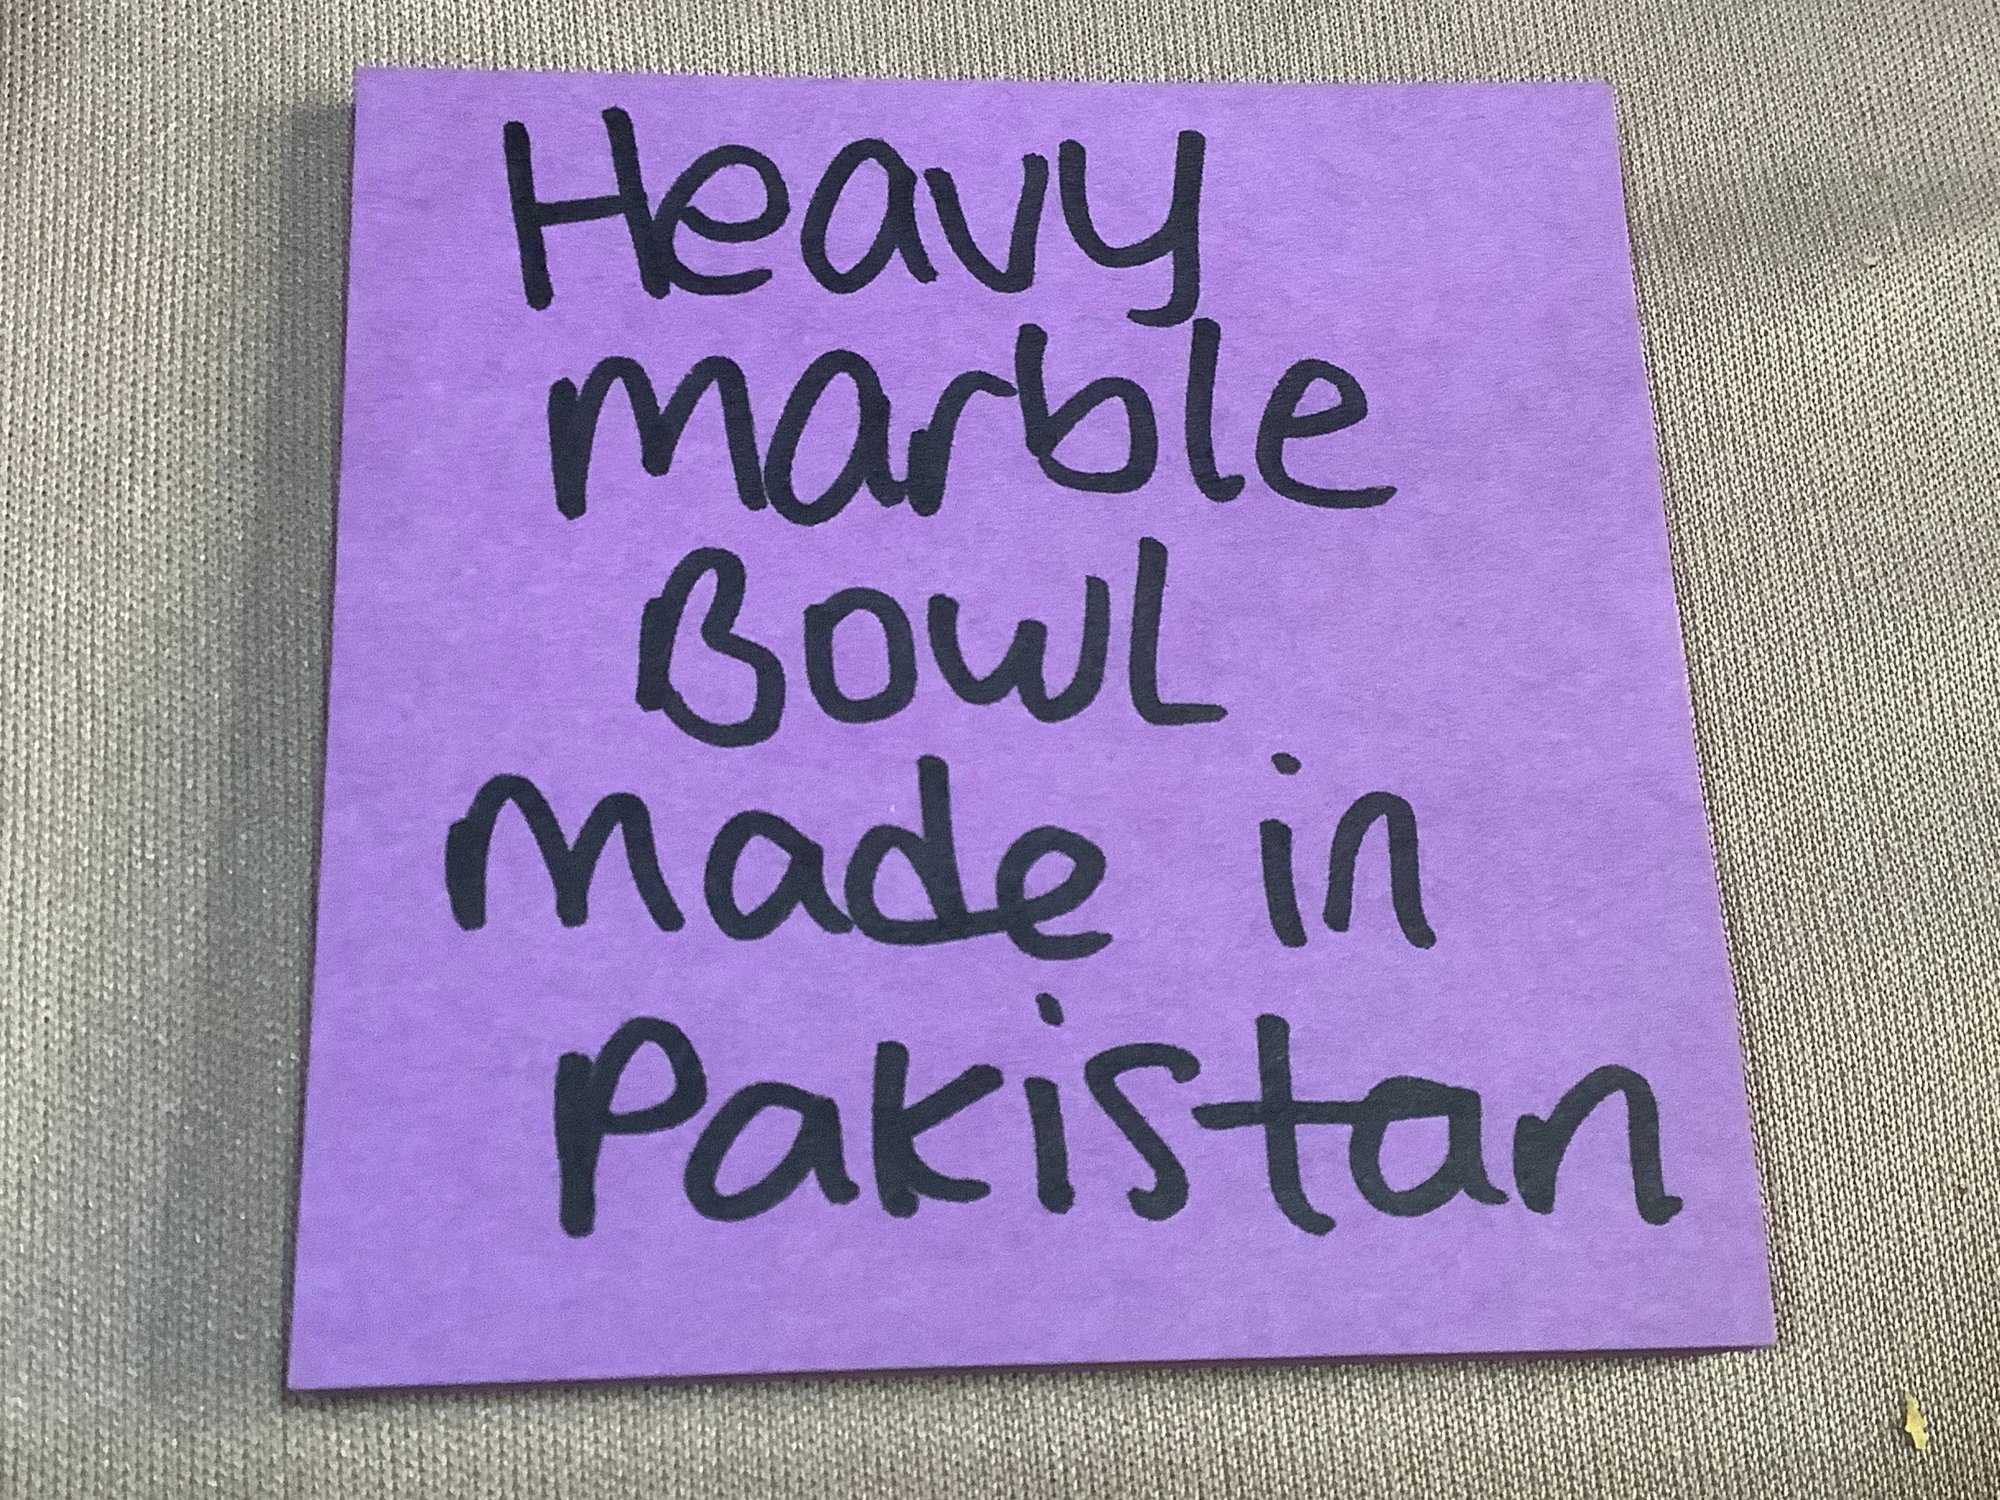 Heavy
marble
Bowl
made in
Pakistan